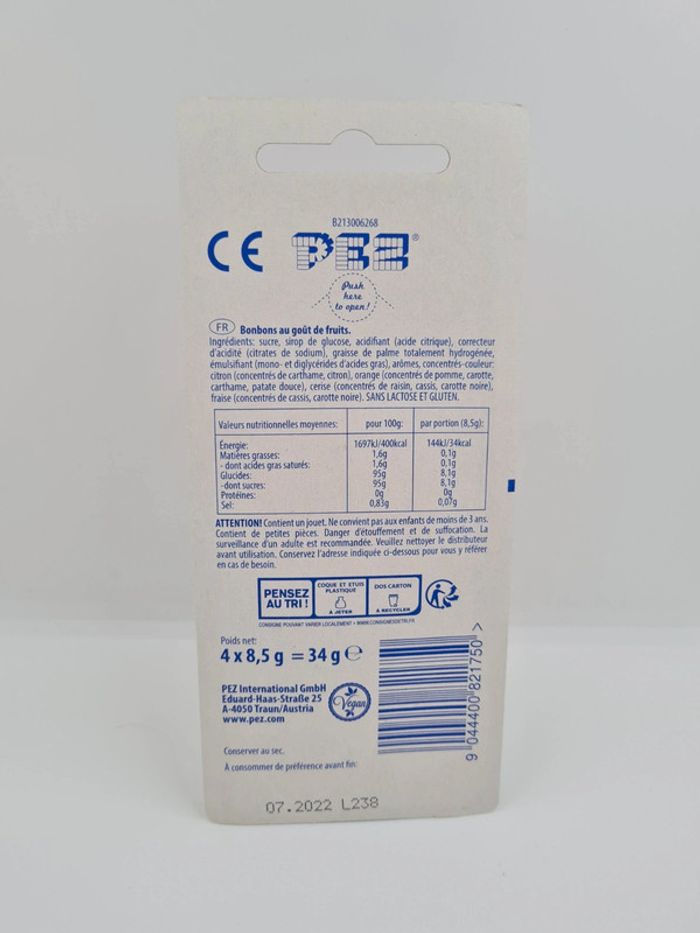 B213006268
CE PEZ®
Push
here
to open!
FR Bonbons au goût de fruits.
Ingrédients: sucre, sirop de glucose, acidifiant (acide citrique), correcteur
d'acidité (citrates de sodium), graisse de palme totalement hydrogénée,
émulsifiant (mono- et diglycérides d'acides gras), arômes, concentrés-couleur:
citron (concentrés de carthame, citron), orange (concentrés de pomme, carotte,
carthame, patate douce), cerise (concentrés de raisin, cassis, carotte noire),
fraise (concentrés de cassis, carotte noire). SANS LACTOSE ET GLUTEN.
Valeurs nutritionnelles moyennes: pour 100g: par portion (8,5g):
Énergie: 1697kJ/400kcal 144kJ/34kcal
Matières grasses: 1,6g 0,1g
- dont acides gras saturés: 1,6g 0,1g
Glucides: 95g 8,1g
-dont sucres: 95g 8,1g
Protéines: 0g 0g
Sel: 0,83g 0,07g
ATTENTION! Contient un jouet. Ne convient pas aux enfants de moins de 3 ans.
Contient de petites pièces. Danger d'étouffement et de suffocation. La
surveillance d'un adulte est recommandée. Veuillez nettoyer le distributeur
avant utilisation. Conservez l'adresse indiquée ci-dessous pour vous y référer
en cas de besoin.
PENSEZ AU TRI !
COQUE ET ETUIS PLASTIQUE
À JETER
DOS CARTON
À RECYCLER
CONSIGNE POUVANT VARIER LOCALEMENT • WWW.CONSIGNESDETRI.FR
Poids net:
4 x 8,5 g = 34 g ℮
PEZ International GmbH
Eduard-Haas-Straße 25
A-4050 Traun/Austria
www.pez.com
Vegan
9 044400 821750 >
Conserver au sec.
À consommer de préférence avant fin:
07.2022 L238